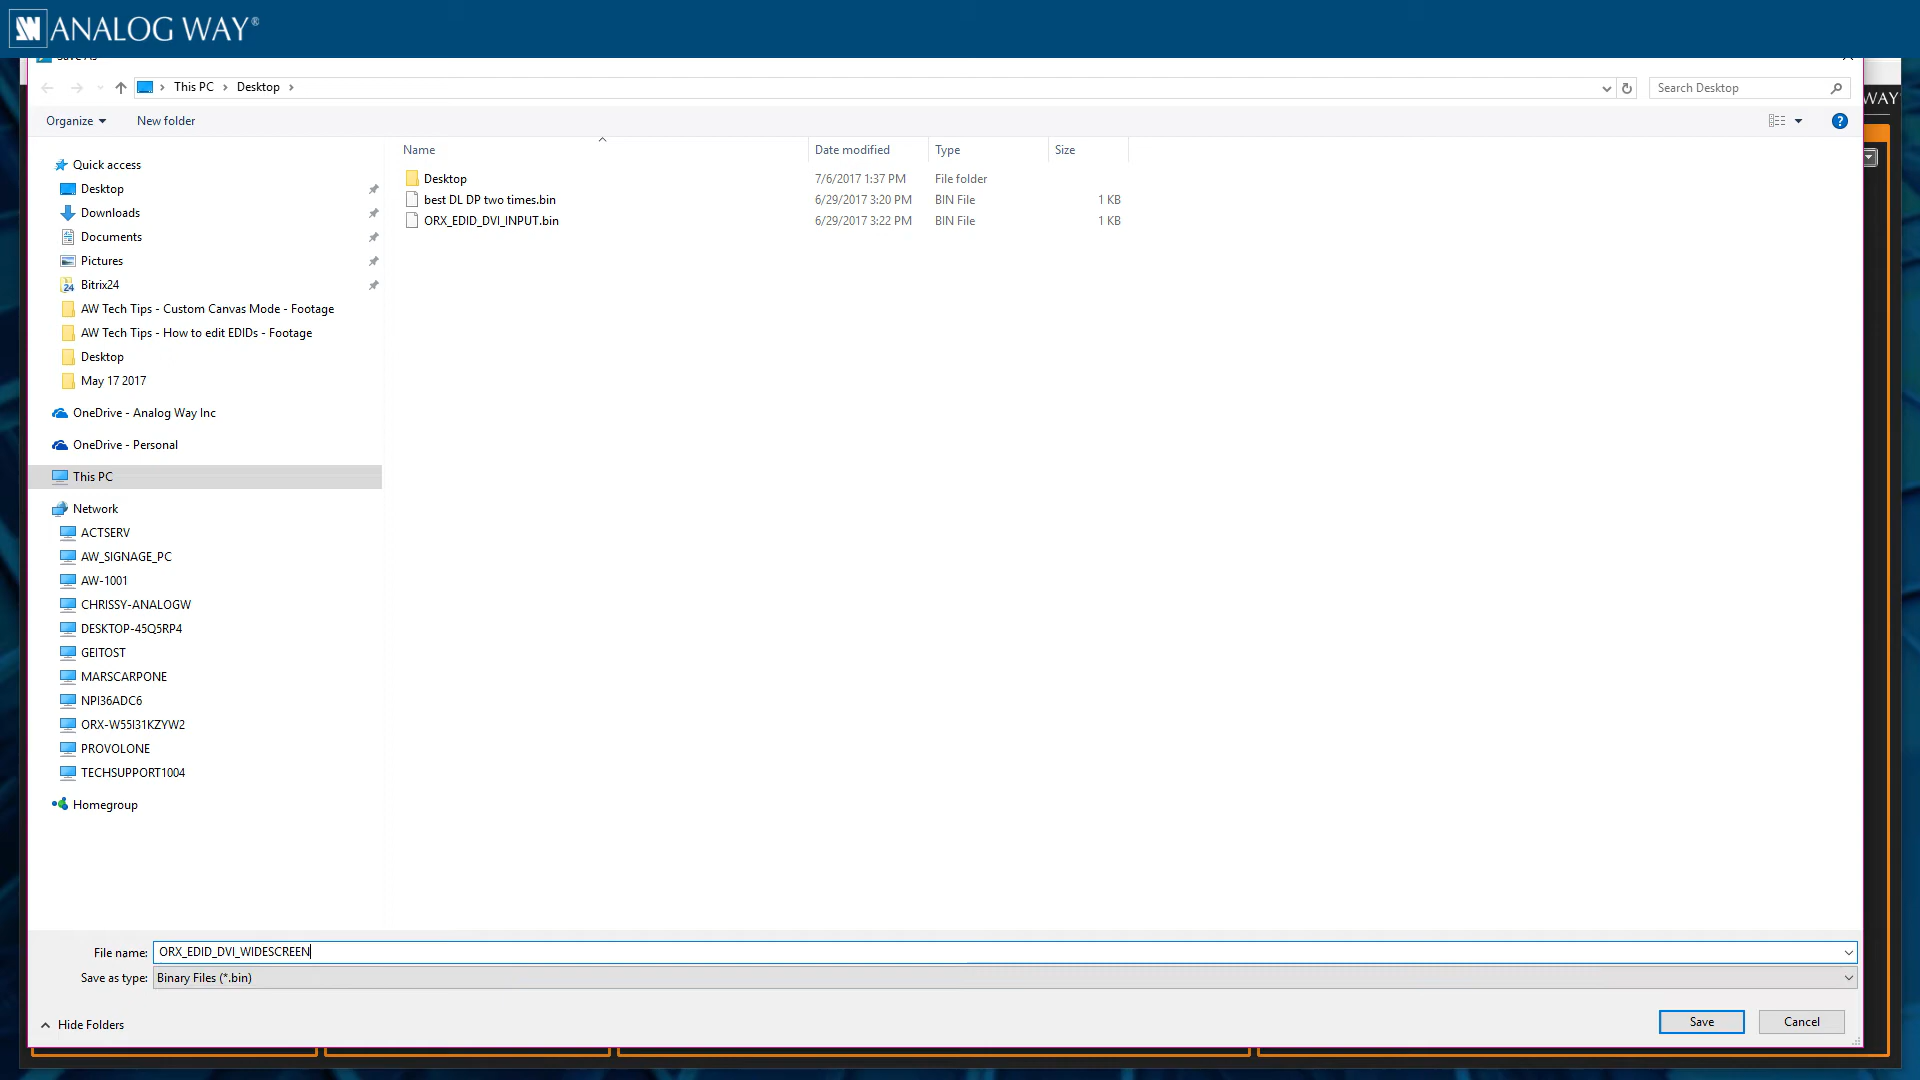 ANALOG WAY®
Save As
This PC > Desktop >
Search Desktop
WAY
Organize
New folder
Name
Date modified
Type
Size
Quick access
Desktop
Downloads
Documents
Pictures
24
Bitrix24
AW Tech Tips - Custom Canvas Mode - Footage
AW Tech Tips - How to edit EDIDs - Footage
Desktop
May 17 2017
OneDrive - Analog Way Inc
OneDrive - Personal
This PC
Network
ACTSERV
AW_SIGNAGE_PC
AW-1001
CHRISSY-ANALOGW
DESKTOP-45Q5RP4
GEITOST
MARSCARPONE
NPI36ADC6
ORX-W55I31KZYW2
PROVOLONE
TECHSUPPORT1004
Homegroup
Desktop 7/6/2017 1:37 PM File folder
best DL DP two times.bin 6/29/2017 3:20 PM BIN File 1 KB
ORX_EDID_DVI_INPUT.bin 6/29/2017 3:22 PM BIN File 1 KB
File name: ORX_EDID_DVI_WIDESCREEN
Save as type: Binary Files (*.bin)
Hide Folders
Save
Cancel